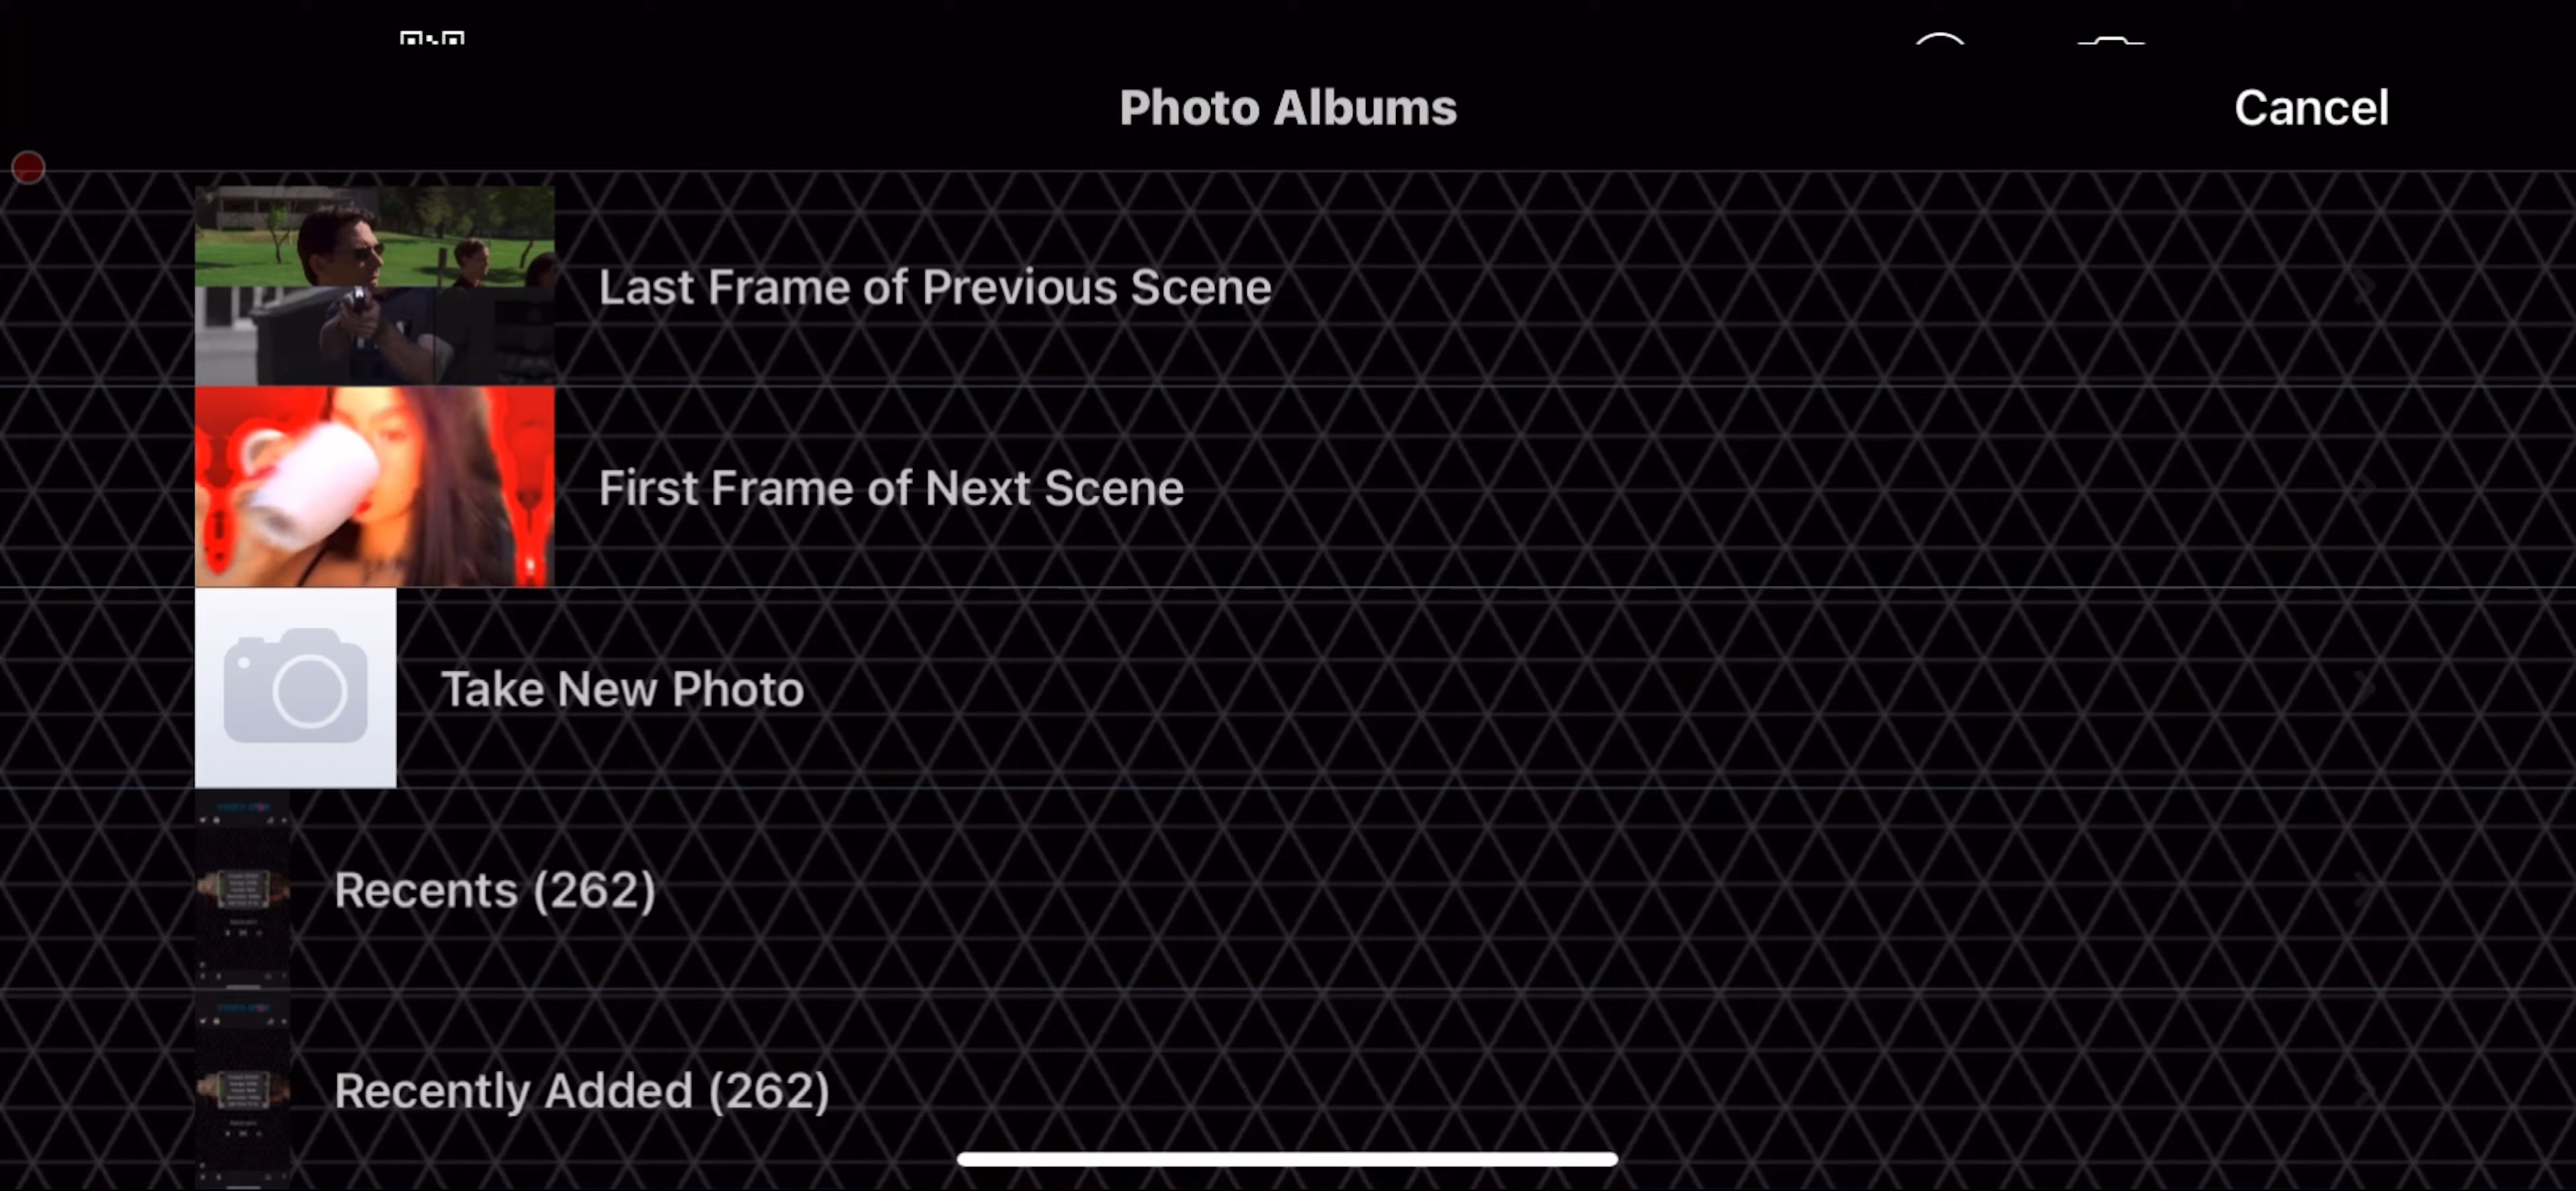 Photo Albums
Cancel
Last Frame of Previous Scene
First Frame of Next Scene
Take New Photo
Recents (262)
Recently Added (262)